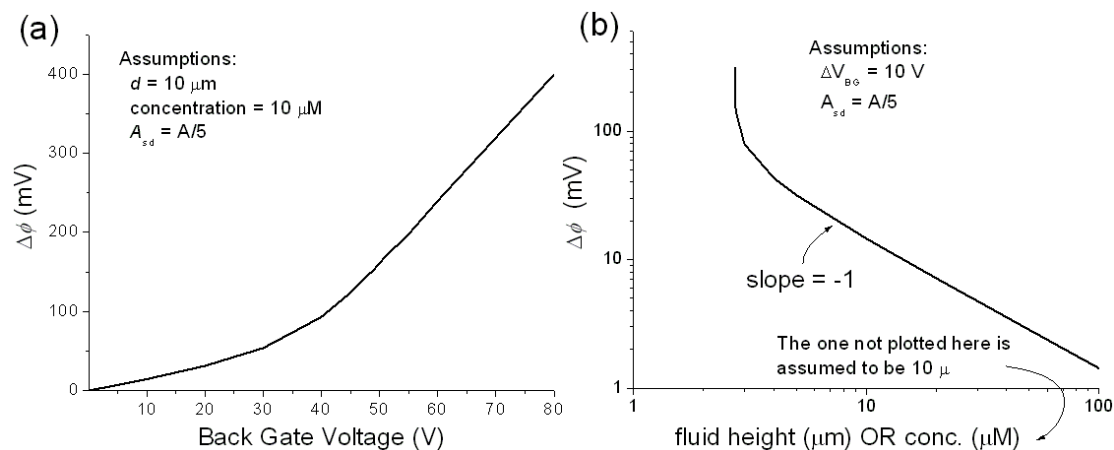 (a)
Assumptions:
d = 10 μm
concentration = 10 μM
A_sd = A/5
400
300
200
100
0
Δϕ (mV)
10 20 30 40 50 60 70 80
Back Gate Voltage (V)
(b)
Assumptions:
ΔV_BG = 10 V
A_sd = A/5
100
10
1
Δϕ (mV)
slope = -1
The one not plotted here is
assumed to be 10 μ
1 10 100
fluid height (μm) OR conc. (μM)